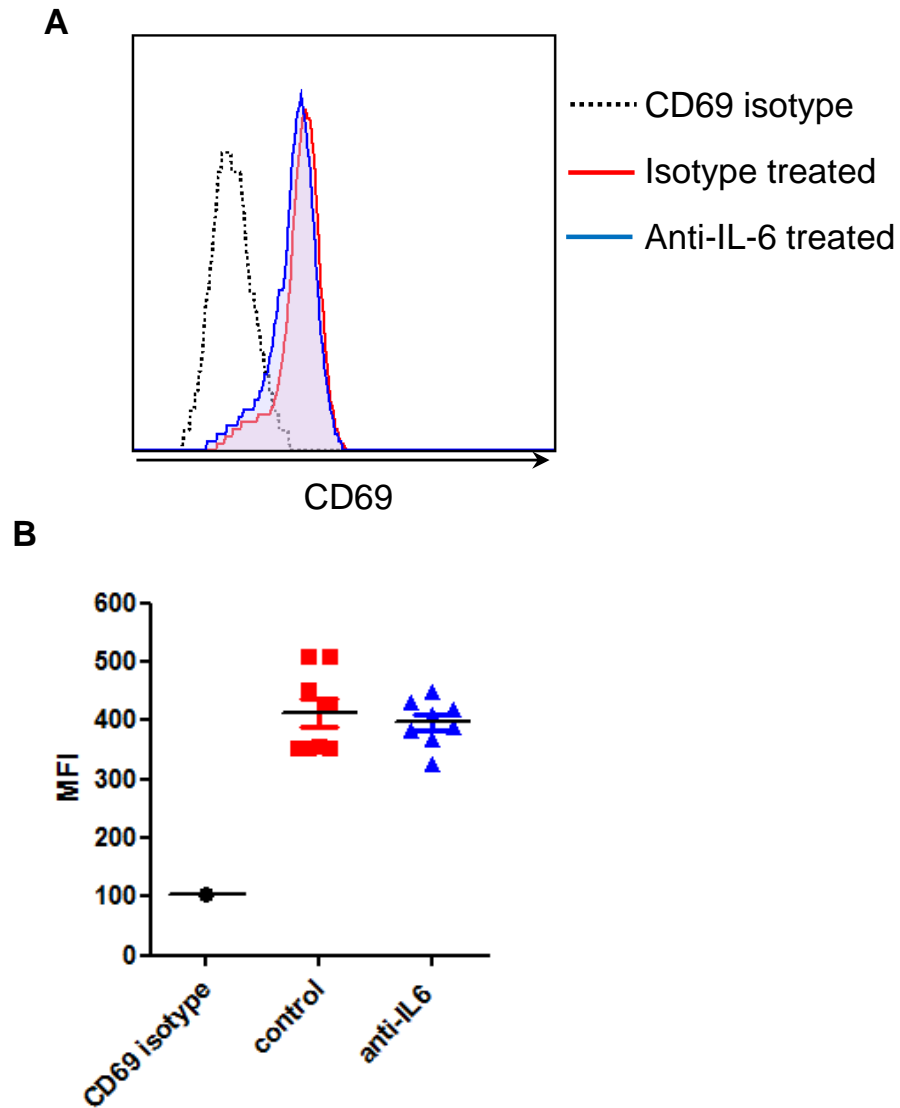 A
CD69 isotype
Isotype treated
Anti-IL-6 treated
CD69
B
600
500
400
300
200
100
0
MFI
CD69 isotype
control
anti-IL6